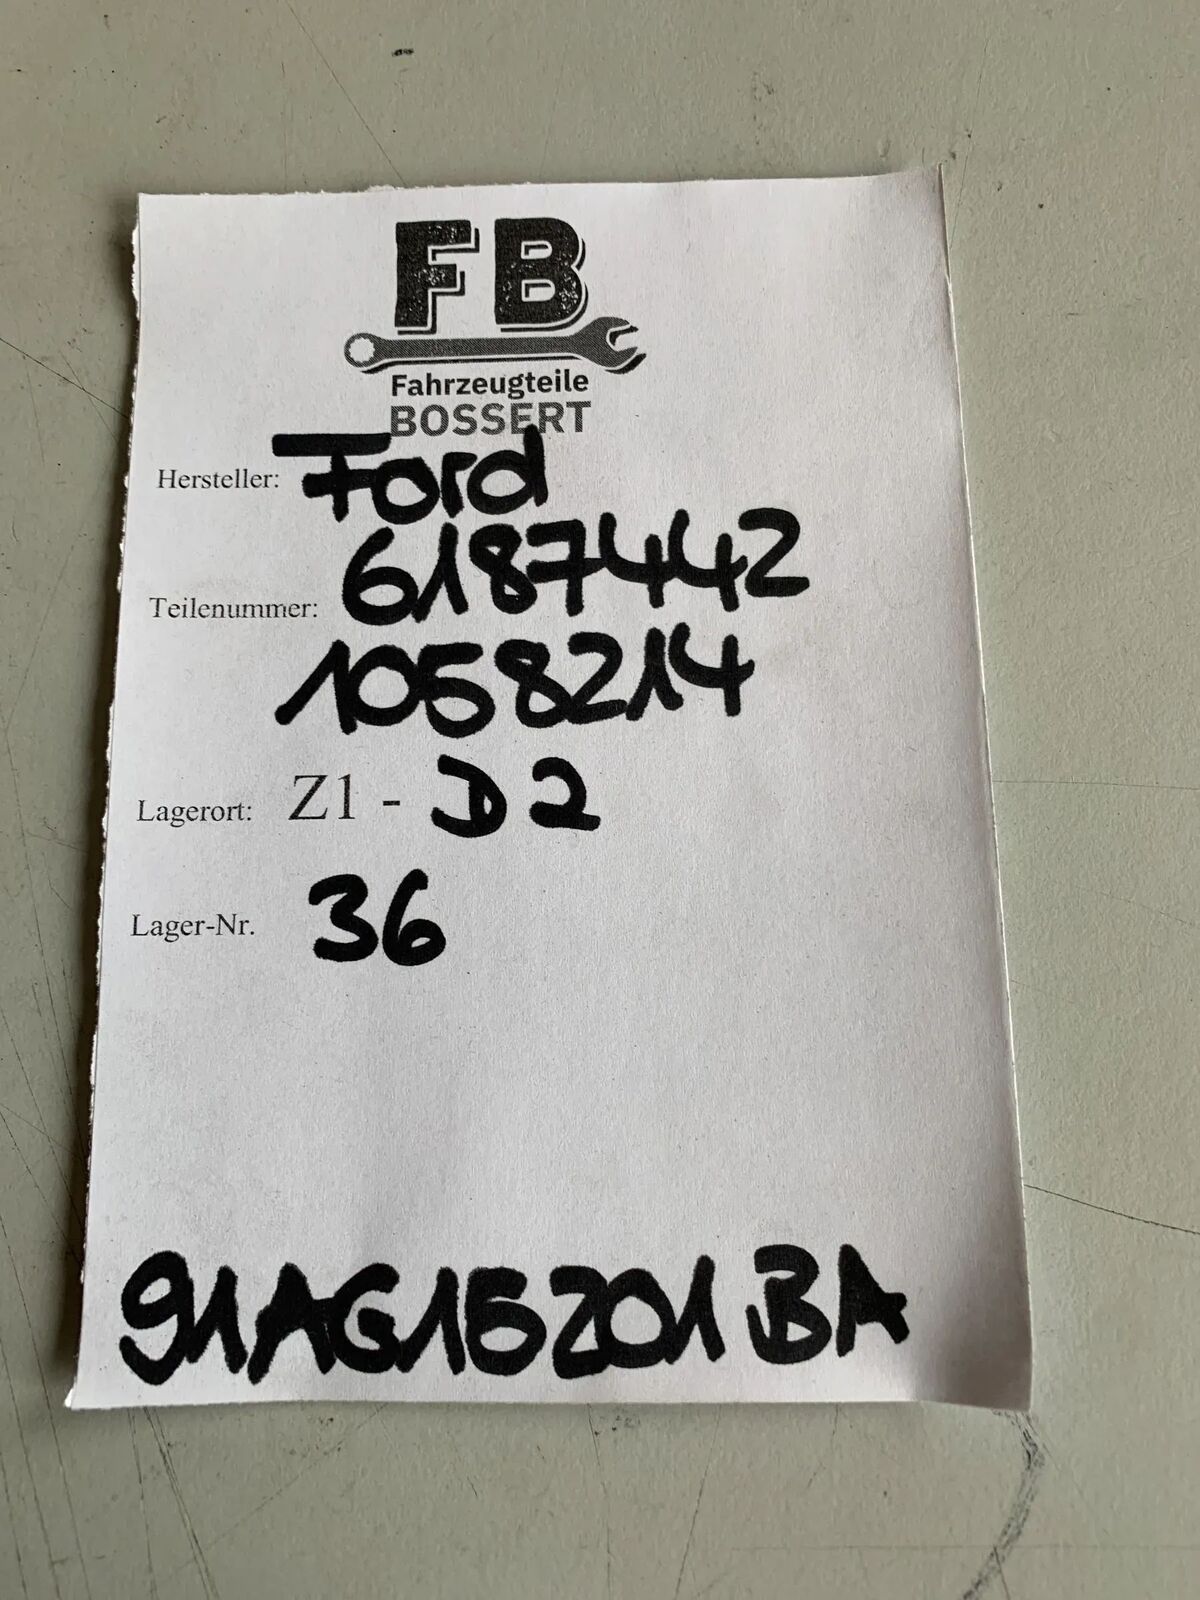 FB
Fahrzeugteile
BOSSERT
Hersteller: Ford
Teilenummer: 6187442
1058214
Lagerort: Z1 - D2
Lager-Nr. 36
91AG15201BA